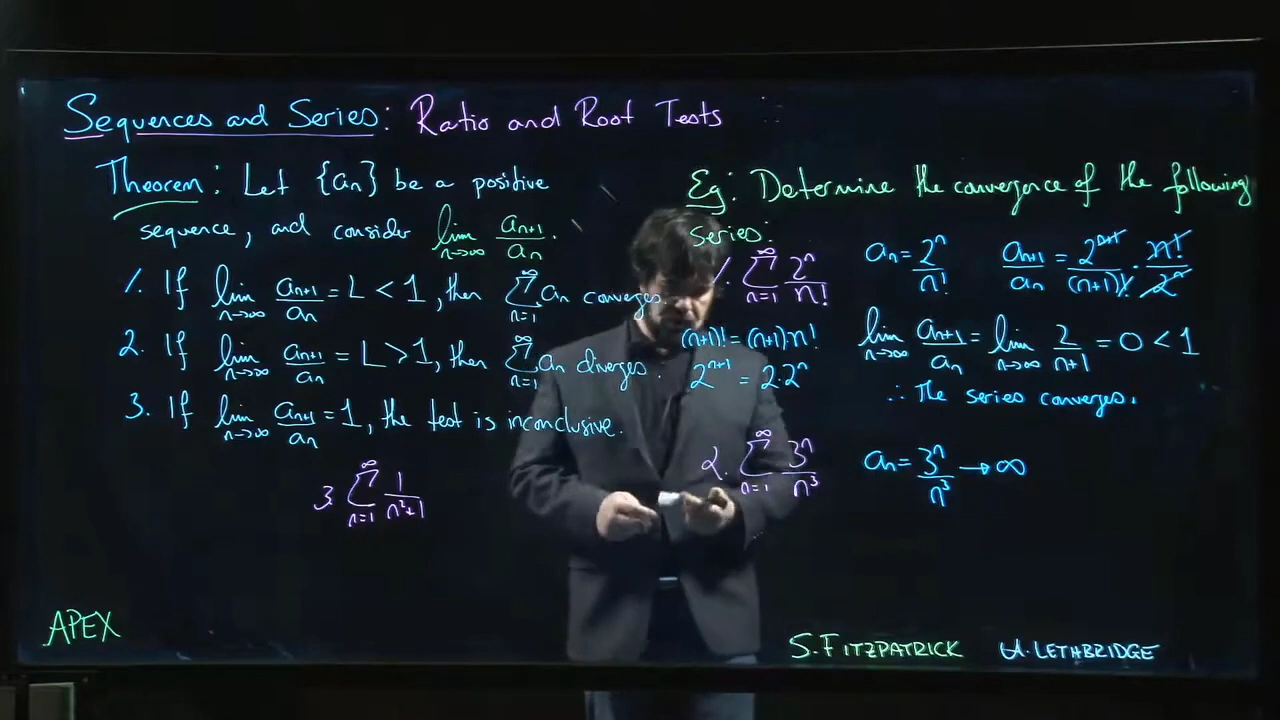 Sequences and Series: Ratio and Root Tests
Theorem: Let {aₙ} be a positive
sequence, and consider lim n→∞ aₙ₊₁/aₙ.
1. If lim n→∞ aₙ₊₁/aₙ = L < 1, then ∞ Σ n=1 aₙ converges.
2. If lim n→∞ aₙ₊₁/aₙ = L > 1, then ∞ Σ n=1 aₙ diverges.
3. If lim n→∞ aₙ₊₁/aₙ = 1, the test is inconclusive.
3. ∞ Σ n=1 1/(n²+1)
Eg: Determine the convergence of the following
series:
1. ∞ Σ n=1 2ⁿ/n! aₙ = 2ⁿ/n! aₙ₊₁/aₙ = 2ⁿ⁺¹/(n+1)! · n!/2ⁿ
(n+1)! = (n+1)·n!
2ⁿ⁺¹ = 2·2ⁿ
lim n→∞ aₙ₊₁/aₙ = lim n→∞ 2/(n+1) = 0 < 1
∴ The series converges.
2. ∞ Σ n=1 3ⁿ/n³ aₙ = 3ⁿ/n³ → ∞
APEX
S. FITZPATRICK U. LETHBRIDGE